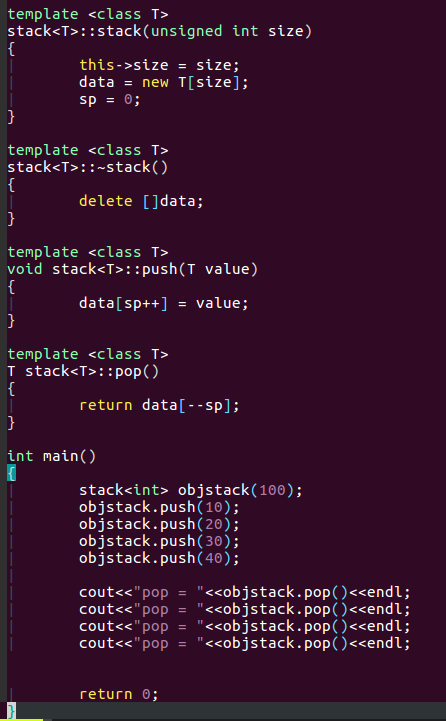 template <class T>
stack<T>::stack(unsigned int size)
{
        this->size = size;
        data = new T[size];
        sp = 0;
}

template <class T>
stack<T>::~stack()
{
        delete []data;
}

template <class T>
void stack<T>::push(T value)
{
        data[sp++] = value;
}

template <class T>
T stack<T>::pop()
{
        return data[--sp];
}

int main()
{
        stack<int> objstack(100);
        objstack.push(10);
        objstack.push(20);
        objstack.push(30);
        objstack.push(40);

        cout<<"pop = "<<objstack.pop()<<endl;
        cout<<"pop = "<<objstack.pop()<<endl;
        cout<<"pop = "<<objstack.pop()<<endl;
        cout<<"pop = "<<objstack.pop()<<endl;


        return 0;
}